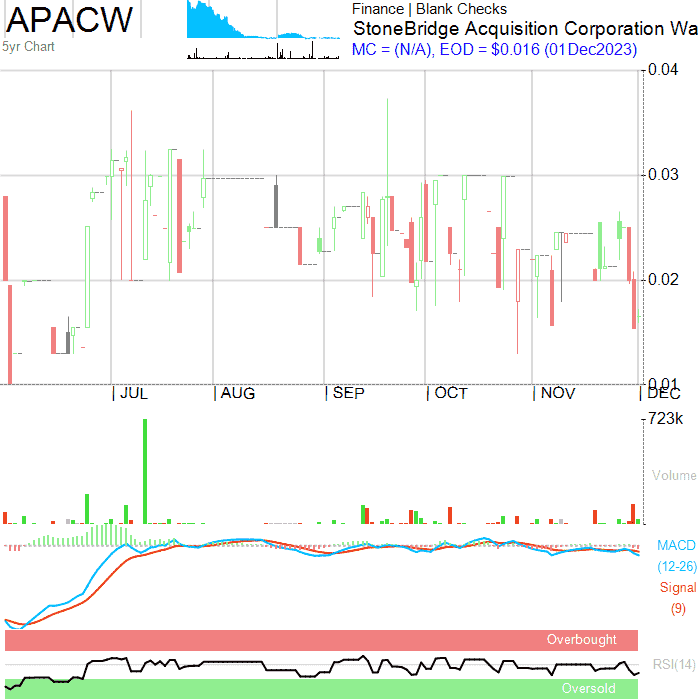 APACW
5yr Chart
Finance | Blank Checks
StoneBridge Acquisition Corporation Wa
MC = (N/A), EOD = $0.016 (01Dec2023)
0.04
0.03
0.02
0.01
JUL AUG SEP OCT NOV DEC
723k
Volume
MACD
(12-26)
Signal
(9)
Overbought
RSI(14)
Oversold